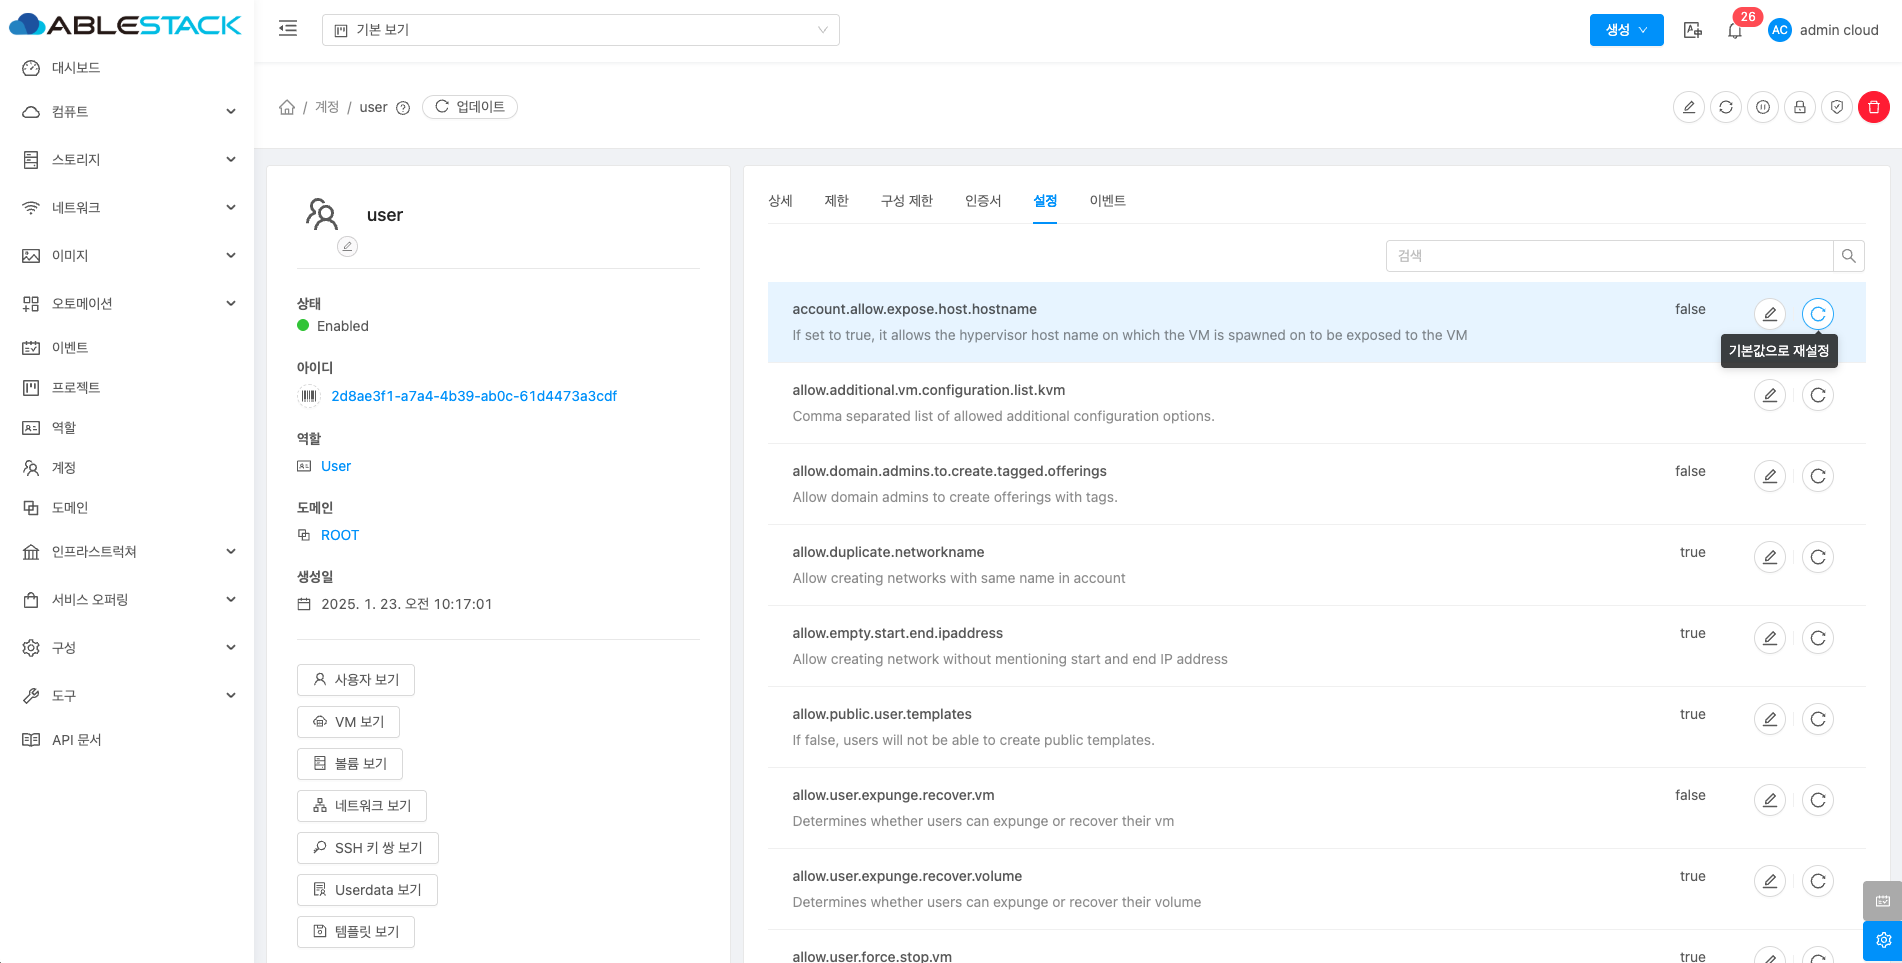 ABLESTACK
기본 보기
생성
26
AC
admin cloud
대시보드
컴퓨트
스토리지
네트워크
이미지
오토메이션
이벤트
프로젝트
역할
계정
도메인
인프라스트럭쳐
서비스 오퍼링
구성
도구
API 문서
/ 계정 / user
업데이트
user
상태
Enabled
아이디
2d8ae3f1-a7a4-4b39-ab0c-61d4473a3cdf
역할
User
도메인
ROOT
생성일
2025. 1. 23. 오전 10:17:01
사용자 보기
VM 보기
볼륨 보기
네트워크 보기
SSH 키 쌍 보기
Userdata 보기
템플릿 보기
상세 제한 구성 제한 인증서 설정 이벤트
검색
account.allow.expose.host.hostname false
If set to true, it allows the hypervisor host name on which the VM is spawned on to be exposed to the VM
기본값으로 재설정
allow.additional.vm.configuration.list.kvm
Comma separated list of allowed additional configuration options.
allow.domain.admins.to.create.tagged.offerings false
Allow domain admins to create offerings with tags.
allow.duplicate.networkname true
Allow creating networks with same name in account
allow.empty.start.end.ipaddress true
Allow creating network without mentioning start and end IP address
allow.public.user.templates true
If false, users will not be able to create public templates.
allow.user.expunge.recover.vm false
Determines whether users can expunge or recover their vm
allow.user.expunge.recover.volume true
Determines whether users can expunge or recover their volume
allow.user.force.stop.vm true